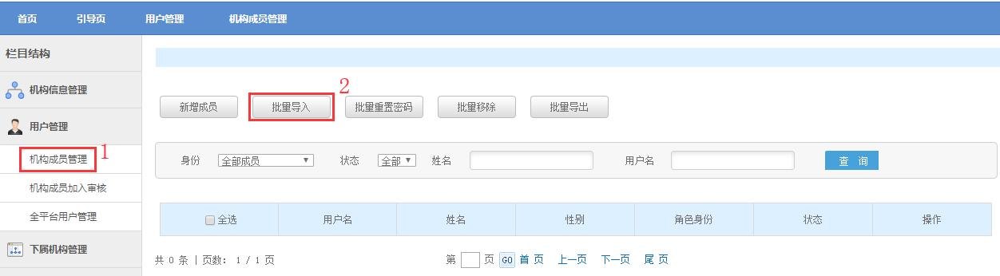 首页 引导页 用户管理 机构成员管理
栏目结构
机构信息管理
用户管理
机构成员管理 1
机构成员加入审核
全平台用户管理
下属机构管理
2
新增成员 批量导入 批量重置密码 批量移除 批量导出
身份 全部成员 状态 全部 姓名 用户名 查 询
全选 用户名 姓名 性别 角色身份 状态 操作
共 0 条 | 页数: 1 / 1 页 第 页 GO 首 页 上一页 下一页 尾 页